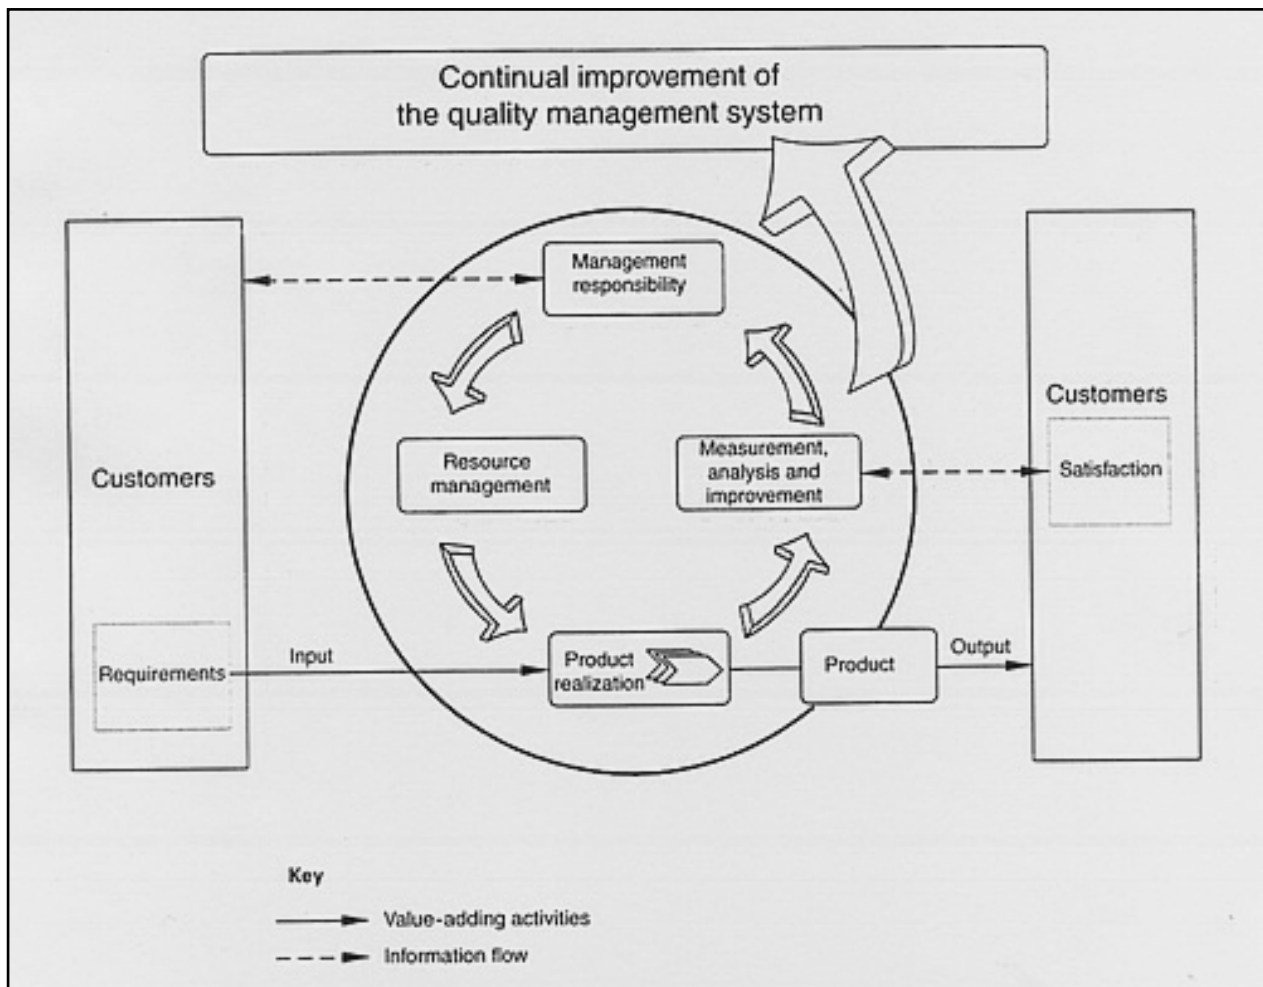 Continual improvement of
the quality management system
Management
responsibility
Customers
Resource
management
Measurement,
analysis and
improvement
Customers
Satisfaction
Requirements
Input
Product
realization
Product
Output
Key
Value-adding activities
Information flow